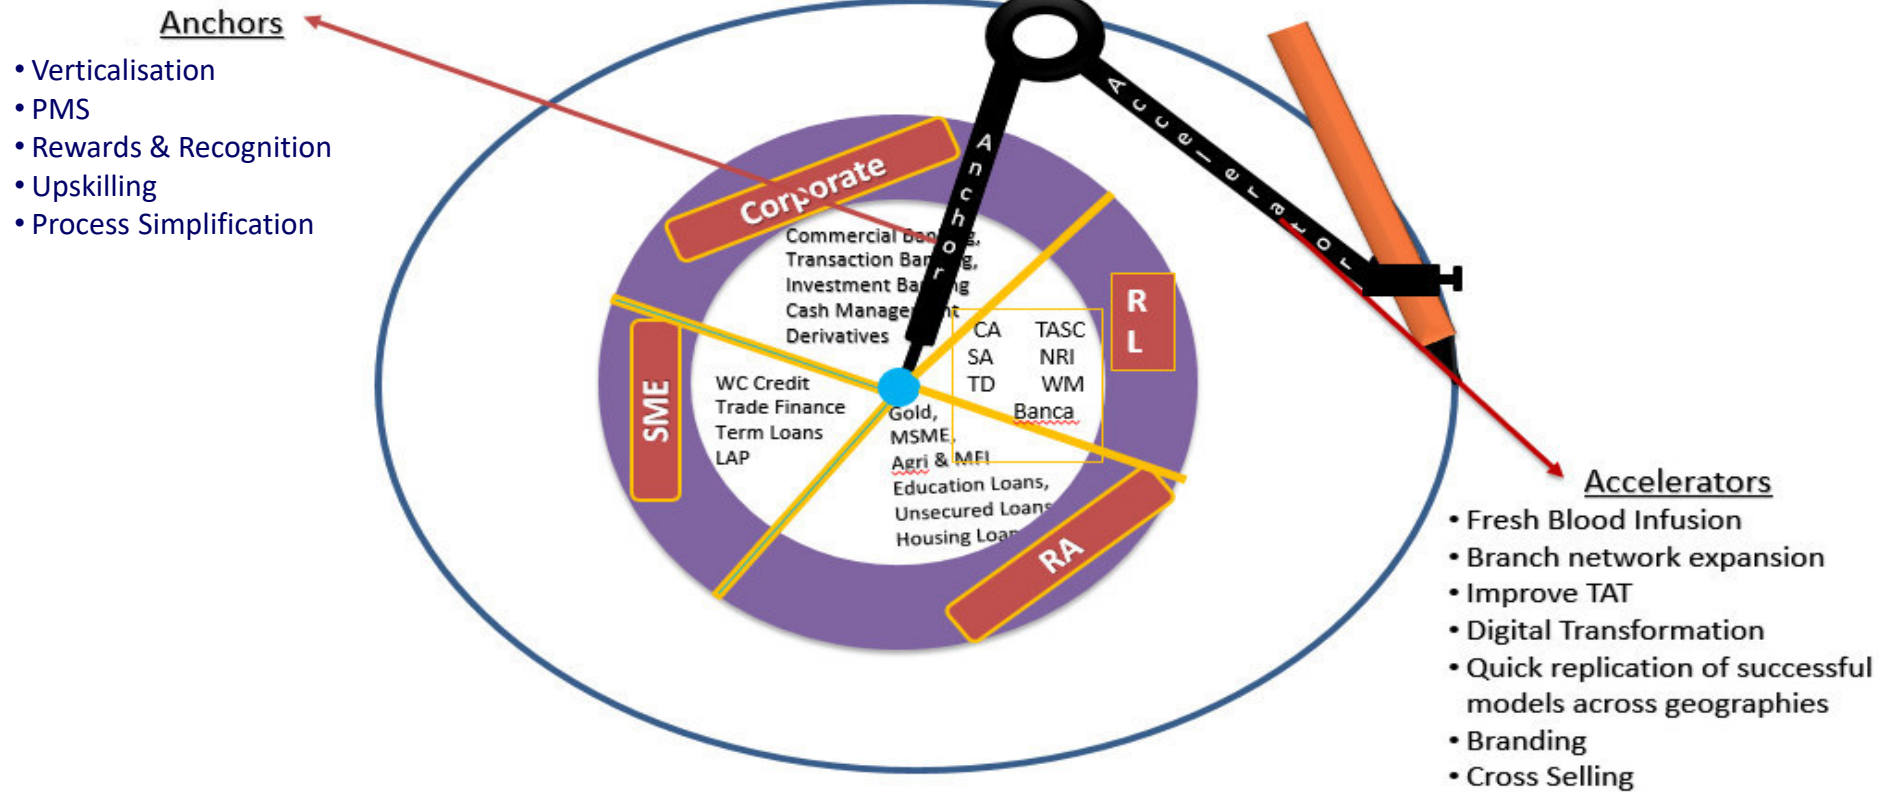 Anchors
• Verticalisation
• PMS
• Rewards & Recognition
• Upskilling
• Process Simplification
Anchor
Accelerator
Corporate
Commercial
Transaction
Investment
Cash
Derivatives
R
L
CA TASC
SA NRI
TD WM
Banca
SME
WC Credit
Trade Finance
Term Loans
LAP
Gold,
MSME,
Agri & MFI
Education Loans,
Unsecured Loans
Housing
RA
Accelerators
• Fresh Blood Infusion
• Branch network expansion
• Improve TAT
• Digital Transformation
• Quick replication of successful
models across geographies
• Branding
• Cross Selling